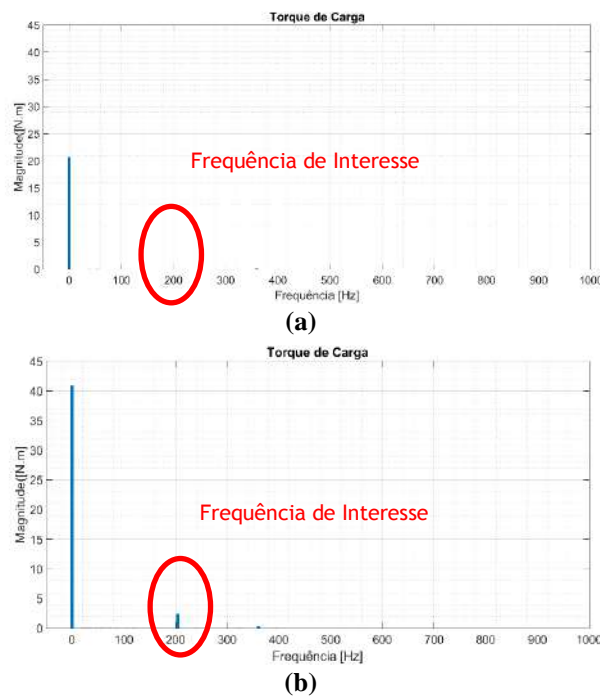 Torque de Carga
Magnitude([N.m]
45
40
35
30
25
20
15
10
5
0
Frequência de Interesse
0 100 200 300 400 500 600 700 800 900 1000
Frequência [Hz]
(a)
Torque de Carga
Magnitude([N.m]
45
40
35
30
25
20
15
10
5
0
Frequência de Interesse
0 100 200 300 400 500 600 700 800 900 1000
Frequência [Hz]
(b)